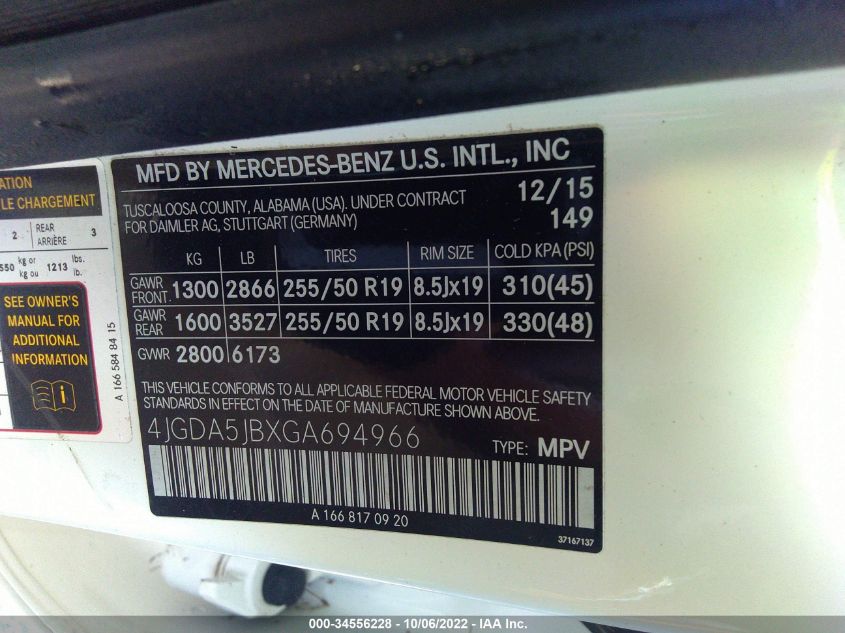 ATION
LE CHARGEMENT
2 REAR ARRIÈRE 3
550 kg or kg ou 1213 lbs. lb.
SEE OWNER'S
MANUAL FOR
ADDITIONAL
INFORMATION
A 166 584 84 15
MFD BY MERCEDES-BENZ U.S. INTL., INC
TUSCALOOSA COUNTY, ALABAMA (USA). UNDER CONTRACT
FOR DAIMLER AG, STUTTGART (GERMANY)
12/15
149
KG LB TIRES RIM SIZE COLD KPA(PSI)
GAWR FRONT 1300 2866 255/50 R19 8.5Jx19 310(45)
GAWR REAR 1600 3527 255/50 R19 8.5Jx19 330(48)
GVWR 2800 6173
THIS VEHICLE CONFORMS TO ALL APPLICABLE FEDERAL MOTOR VEHICLE SAFETY
STANDARDS IN EFFECT ON THE DATE OF MANUFACTURE SHOWN ABOVE.
4JGDA5JBXGA694966
TYPE: MPV
A 166 817 09 20
37167137
000-34556228 - 10/06/2022 - IAA Inc.